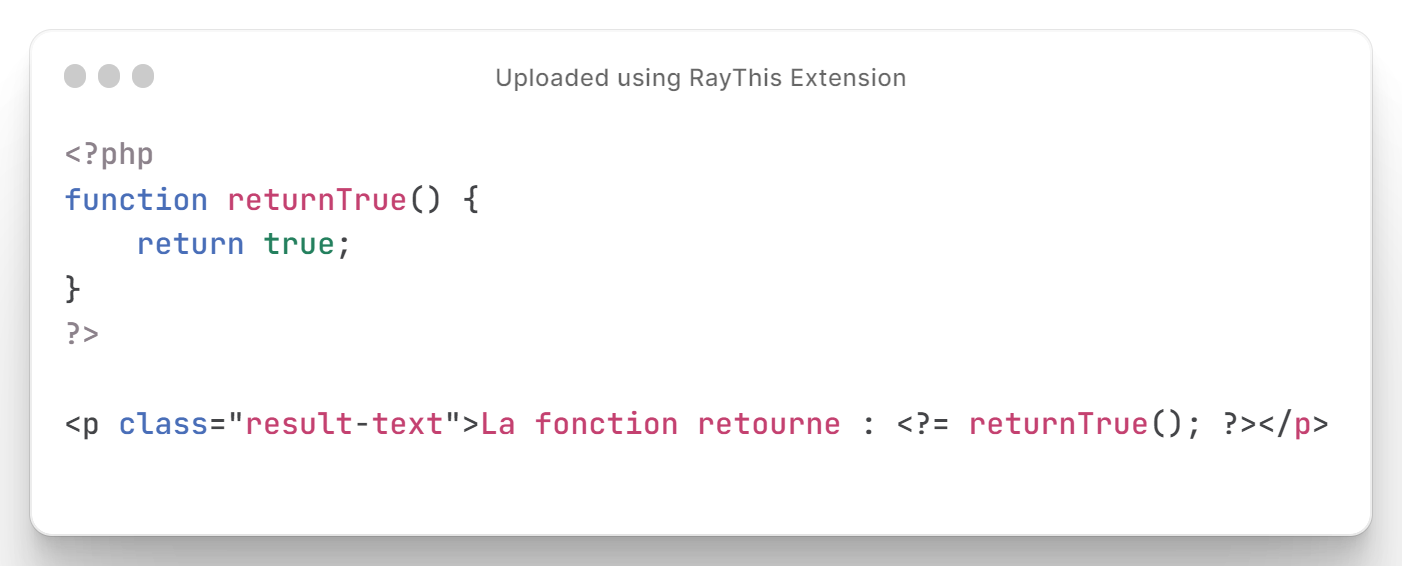 Uploaded using RayThis Extension
<?php
function returnTrue() {
    return true;
}
?>
<p class="result-text">La fonction retourne : <?= returnTrue(); ?></p>